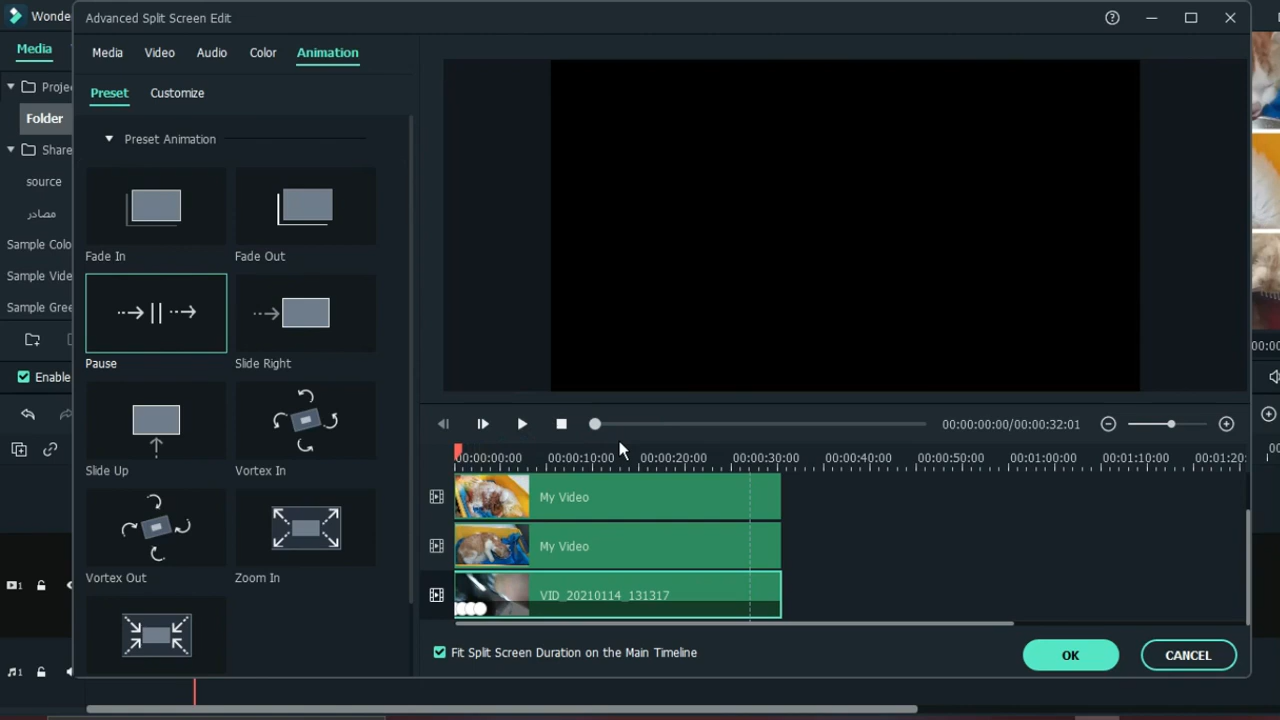 Wonde
Advanced Split Screen Edit
Media
Media
Video
Audio
Color
Animation
Proje
Preset
Customize
Folder
Preset Animation
Share
source
مصادر
Fade In
Fade Out
Sample Colo
Sample Vide
Sample Gree
Pause
Slide Right
Enable
00:00:00:00/00:00:32:01
00:00:00:00
00:00:10:00
00:00:20:00
00:00:30:00
00:00:40:00
00:00:50:00
00:01:00:00
00:01:10:00
00:01:20:
Slide Up
Vortex In
My Video
My Video
Vortex Out
Zoom In
VID_20210114_131317
1
Fit Split Screen Duration on the Main Timeline
OK
CANCEL
1